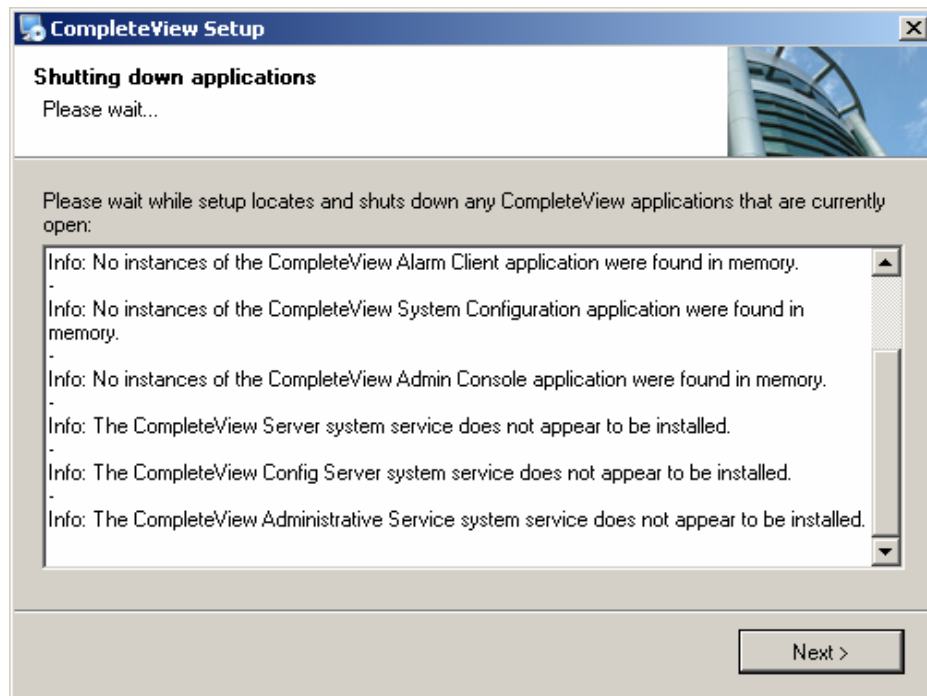 CompleteView Setup
Shutting down applications
Please wait...
Please wait while setup locates and shuts down any CompleteView applications that are currently
open:
Info: No instances of the CompleteView Alarm Client application were found in memory.
-
Info: No instances of the CompleteView System Configuration application were found in
memory.
-
Info: No instances of the CompleteView Admin Console application were found in memory.
-
Info: The CompleteView Server system service does not appear to be installed.
-
Info: The CompleteView Config Server system service does not appear to be installed.
-
Info: The CompleteView Administrative Service system service does not appear to be installed.
Next >